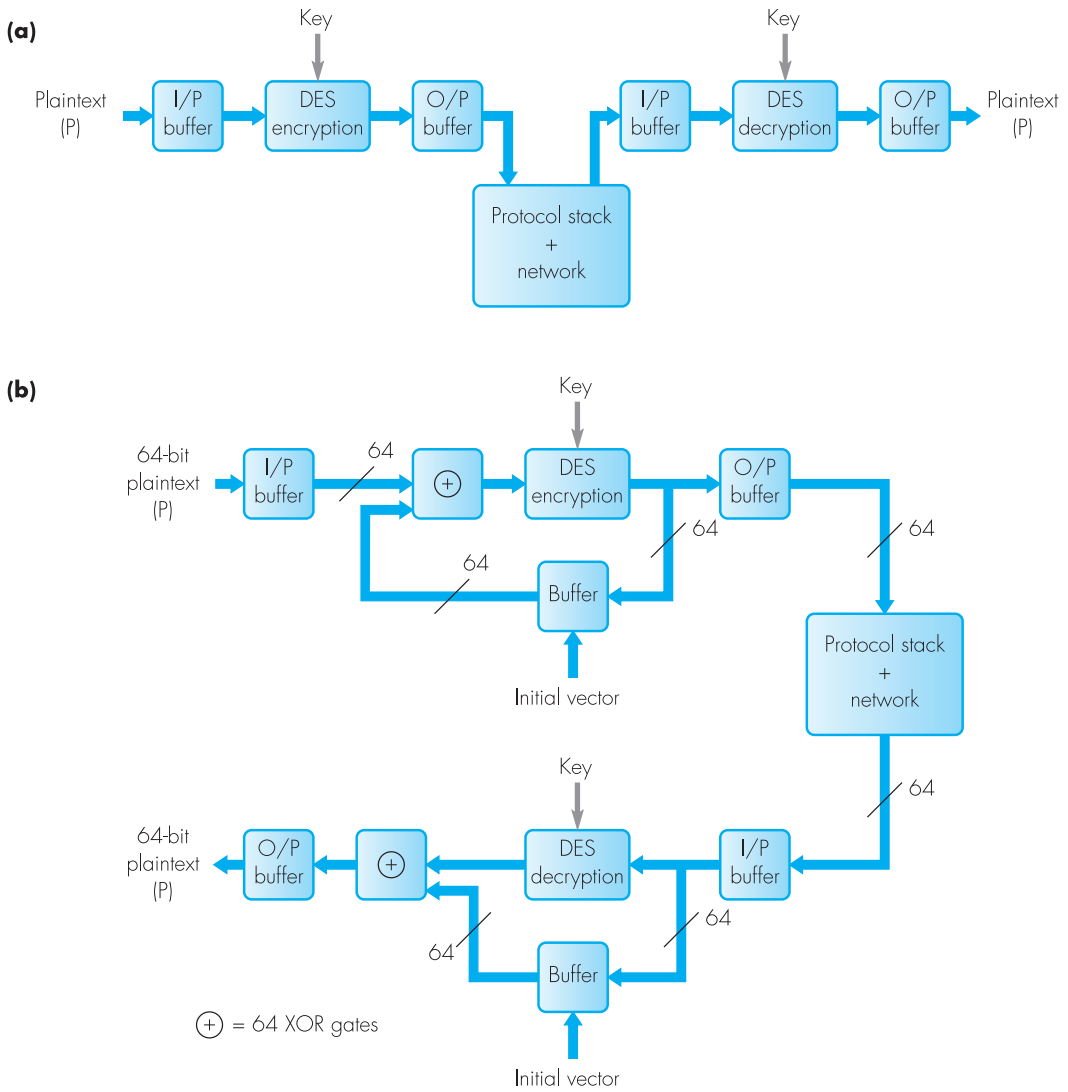 (a)
Key
Key
Plaintext
(P)
I/P
buffer
DES
encryption
O/P
buffer
I/P
buffer
DES
decryption
O/P
buffer
Plaintext
(P)
Protocol stack
+
network
(b)
Key
64-bit
plaintext
(P)
I/P
buffer
64
+
DES
encryption
O/P
buffer
64
64
64
Buffer
Initial vector
Protocol stack
+
network
Key
64
64-bit
plaintext
(P)
O/P
buffer
+
DES
decryption
I/P
buffer
64
64
Buffer
+ = 64 XOR gates
Initial vector